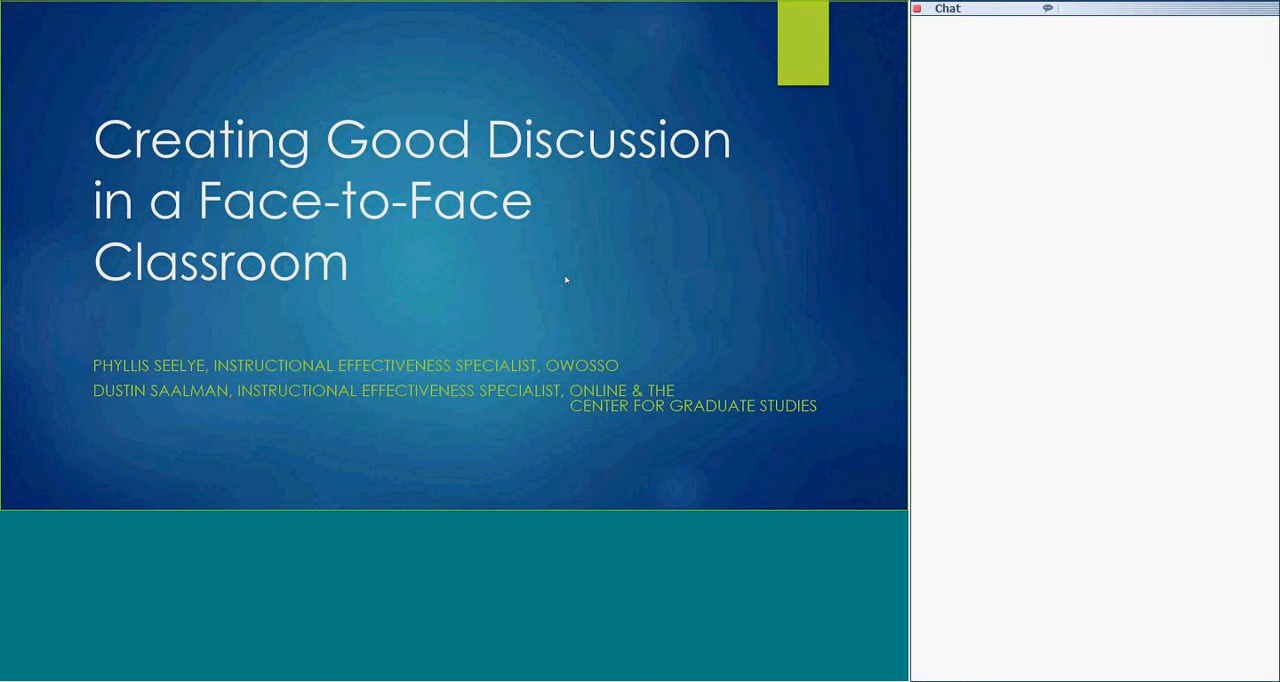 Chat
Creating Good Discussion
in a Face-to-Face
Classroom
PHYLLIS SEELYE, INSTRUCTIONAL EFFECTIVENESS SPECIALIST, OWOSSO
DUSTIN SAALMAN, INSTRUCTIONAL EFFECTIVENESS SPECIALIST, ONLINE & THE
CENTER FOR GRADUATE STUDIES